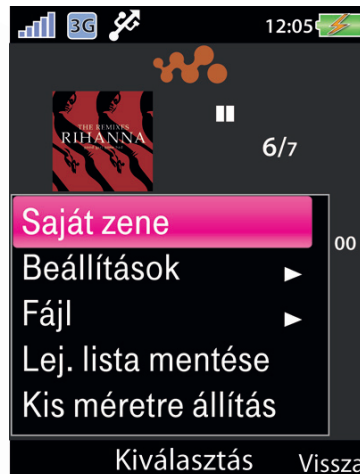 3G 12:05
THE REMIXES
RIHANNA
6/7
00
Saját zene
Beállítások
Fájl
Lej. lista mentése
Kis méretre állítás
Kiválasztás Vissza